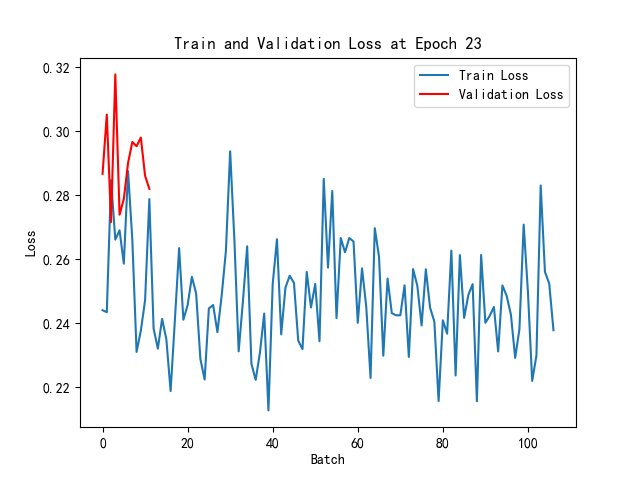 Train and Validation Loss at Epoch 23
Train Loss
Validation Loss
0.32
0.30
0.28
0.26
0.24
0.22
Loss
0 20 40 60 80 100
Batch